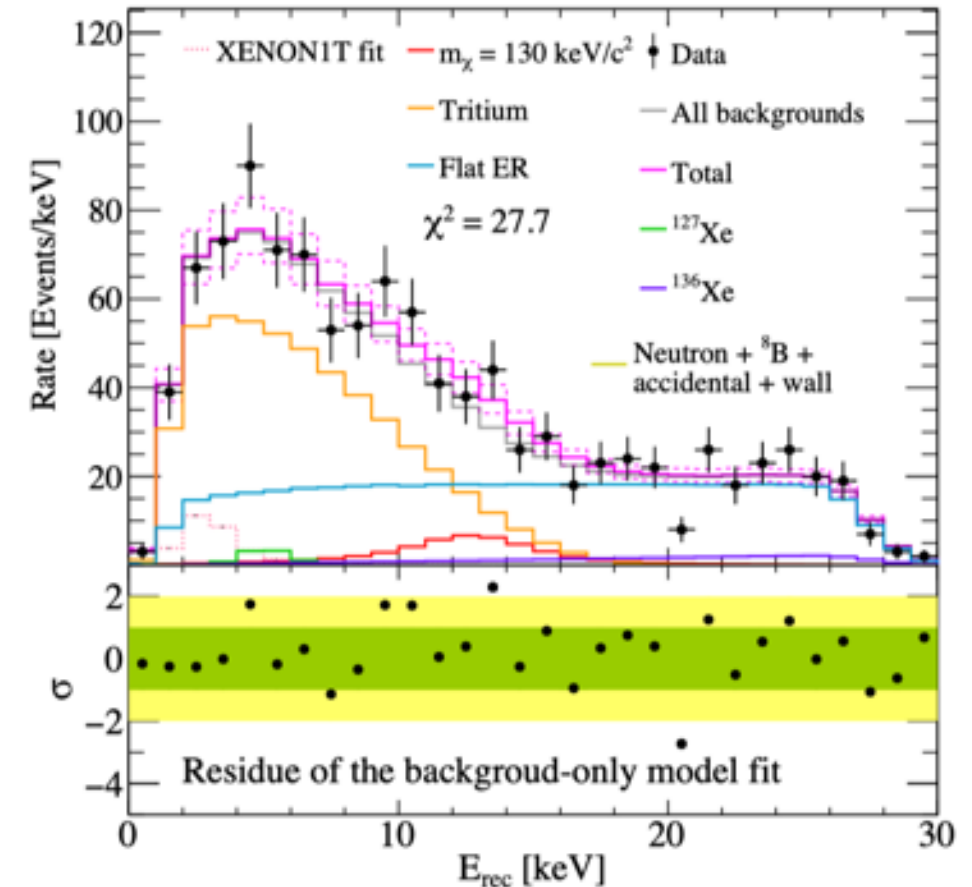 120
100
80
60
40
20
Rate [Events/keV]
XENON1T fit
mχ = 130 keV/c²
Data
Tritium
All backgrounds
Flat ER
Total
χ² = 27.7
¹²⁷Xe
¹³⁶Xe
Neutron + ⁸B +
accidental + wall
2
0
−2
−4
σ
Residue of the backgroud-only model fit
0 10 20 30
E_rec [keV]